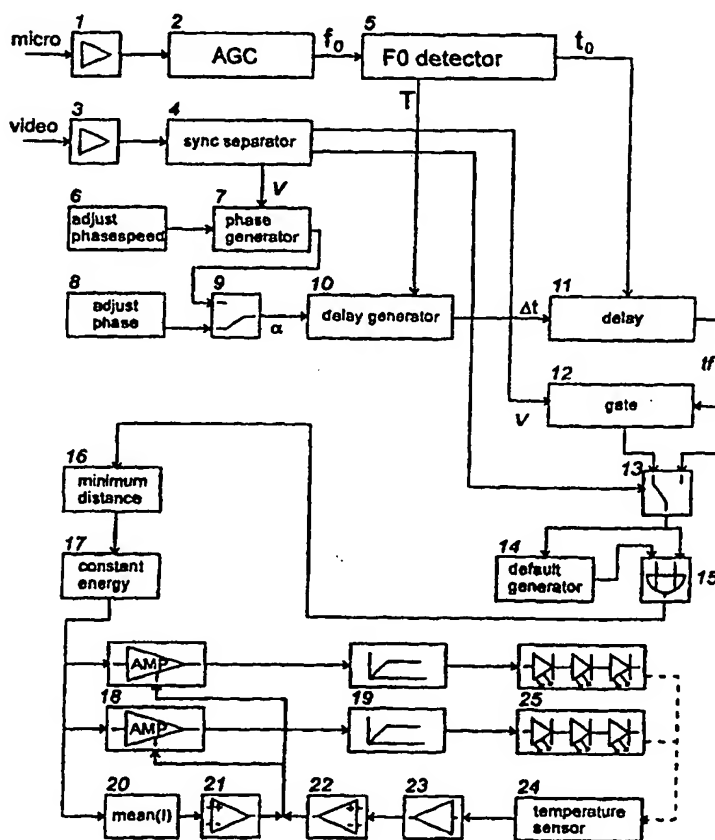 1 2 5
micro AGC f0 F0 detector t0
T
3 4
video sync separator
V
6 7
adjust phasespeed phase generator
8 9 10 11
adjust phase α delay generator Δt delay
tf
12
V gate
13
16
minimum distance
17
constant energy
14
default generator
15
AMP
18 19 25
AMP
20 21 22 23 24
mean(I) temperature sensor